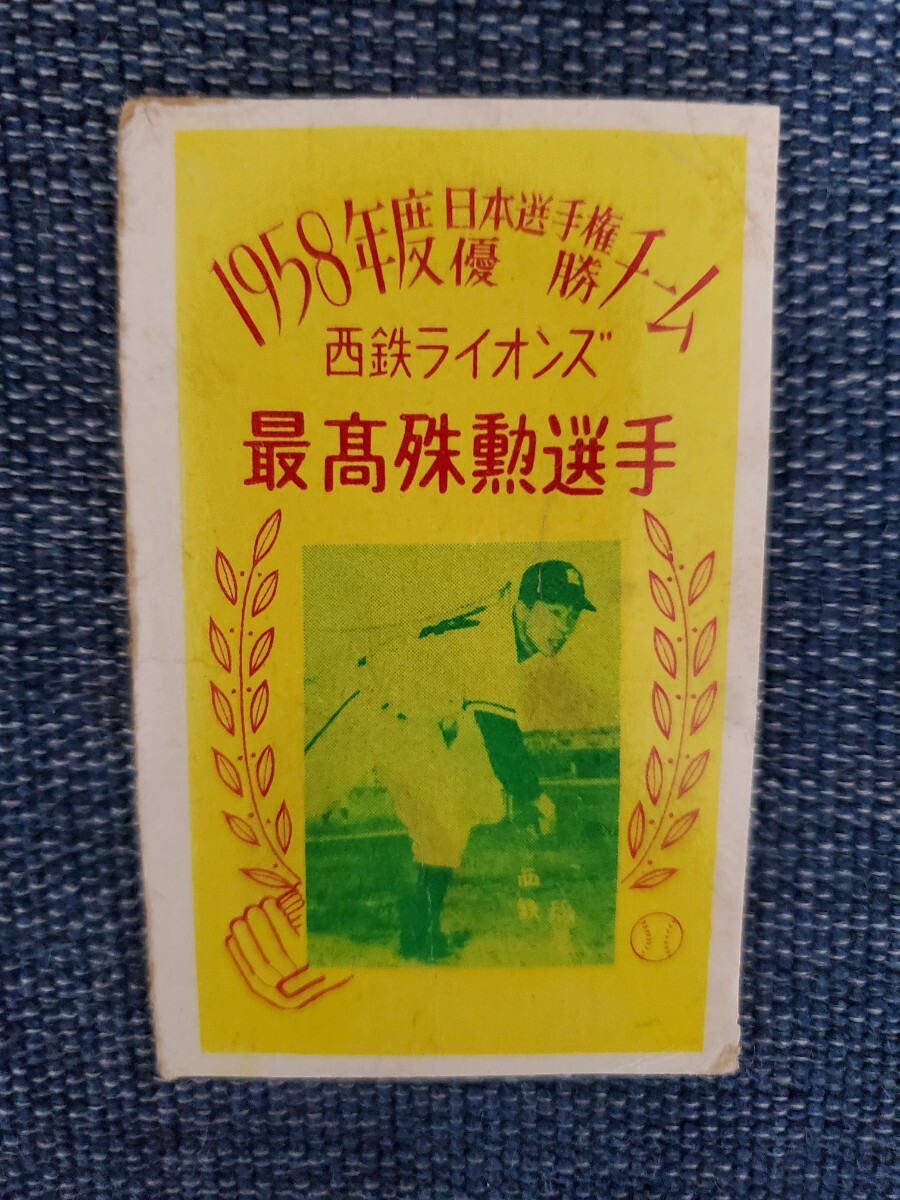 1958年度日本選手権優勝チーム
西鉄ライオンズ
最髙殊勲選手
西鉄